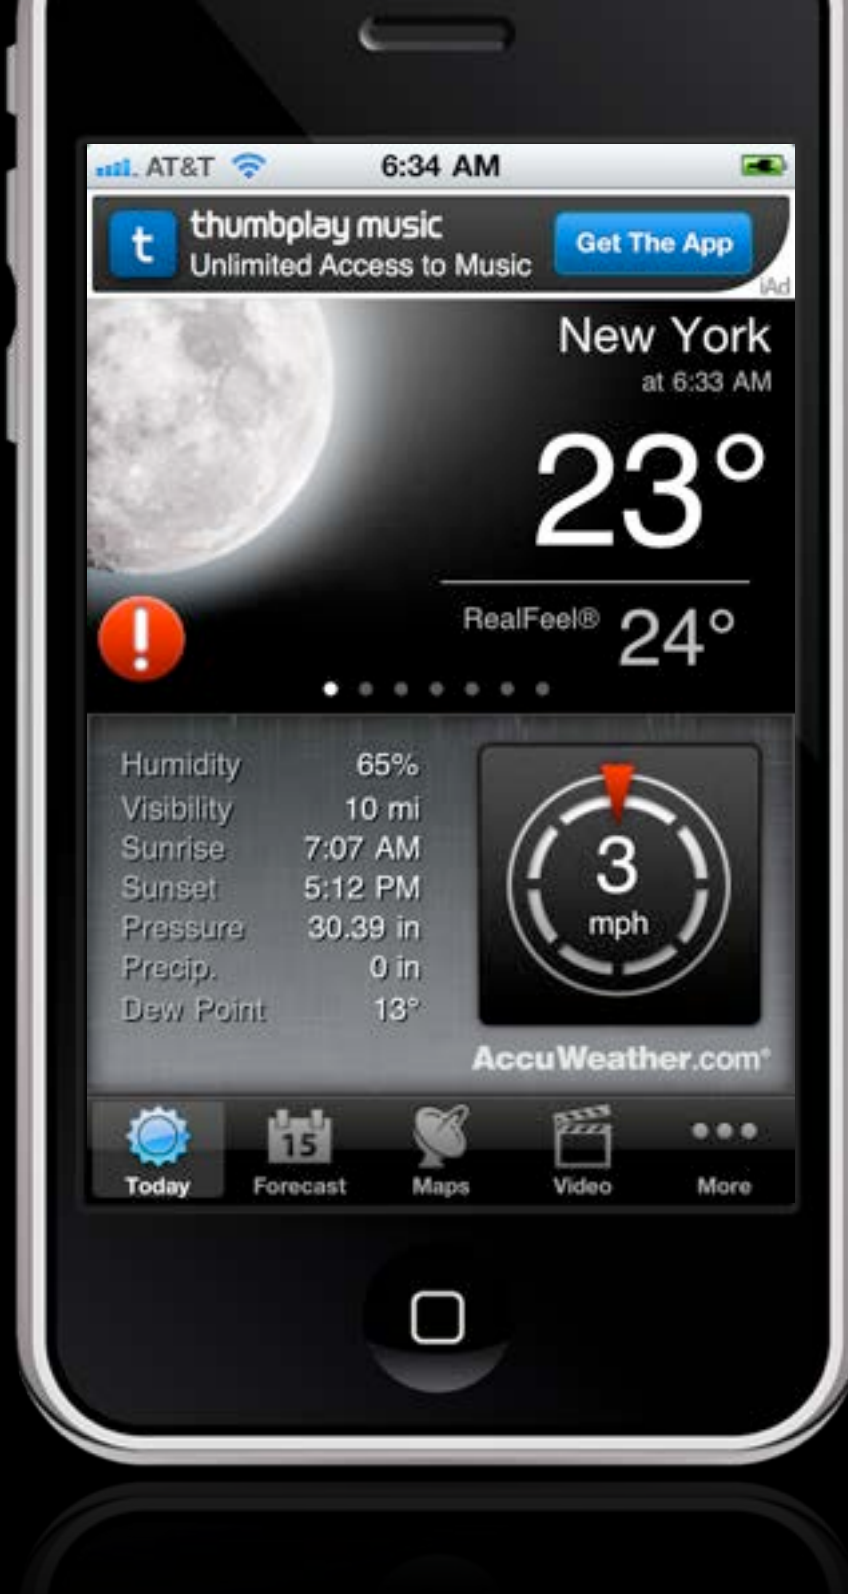 AT&T 6:34 AM
t
thumbplay music
Unlimited Access to Music
Get The App
iAd
New York
at 6:33 AM
23°
RealFeel® 24°
!
Humidity 65%
Visibility 10 mi
Sunrise 7:07 AM
Sunset 5:12 PM
Pressure 30.39 in
Precip. 0 in
Dew Point 13°
3
mph
AccuWeather.com®
15
Today Forecast Maps Video More